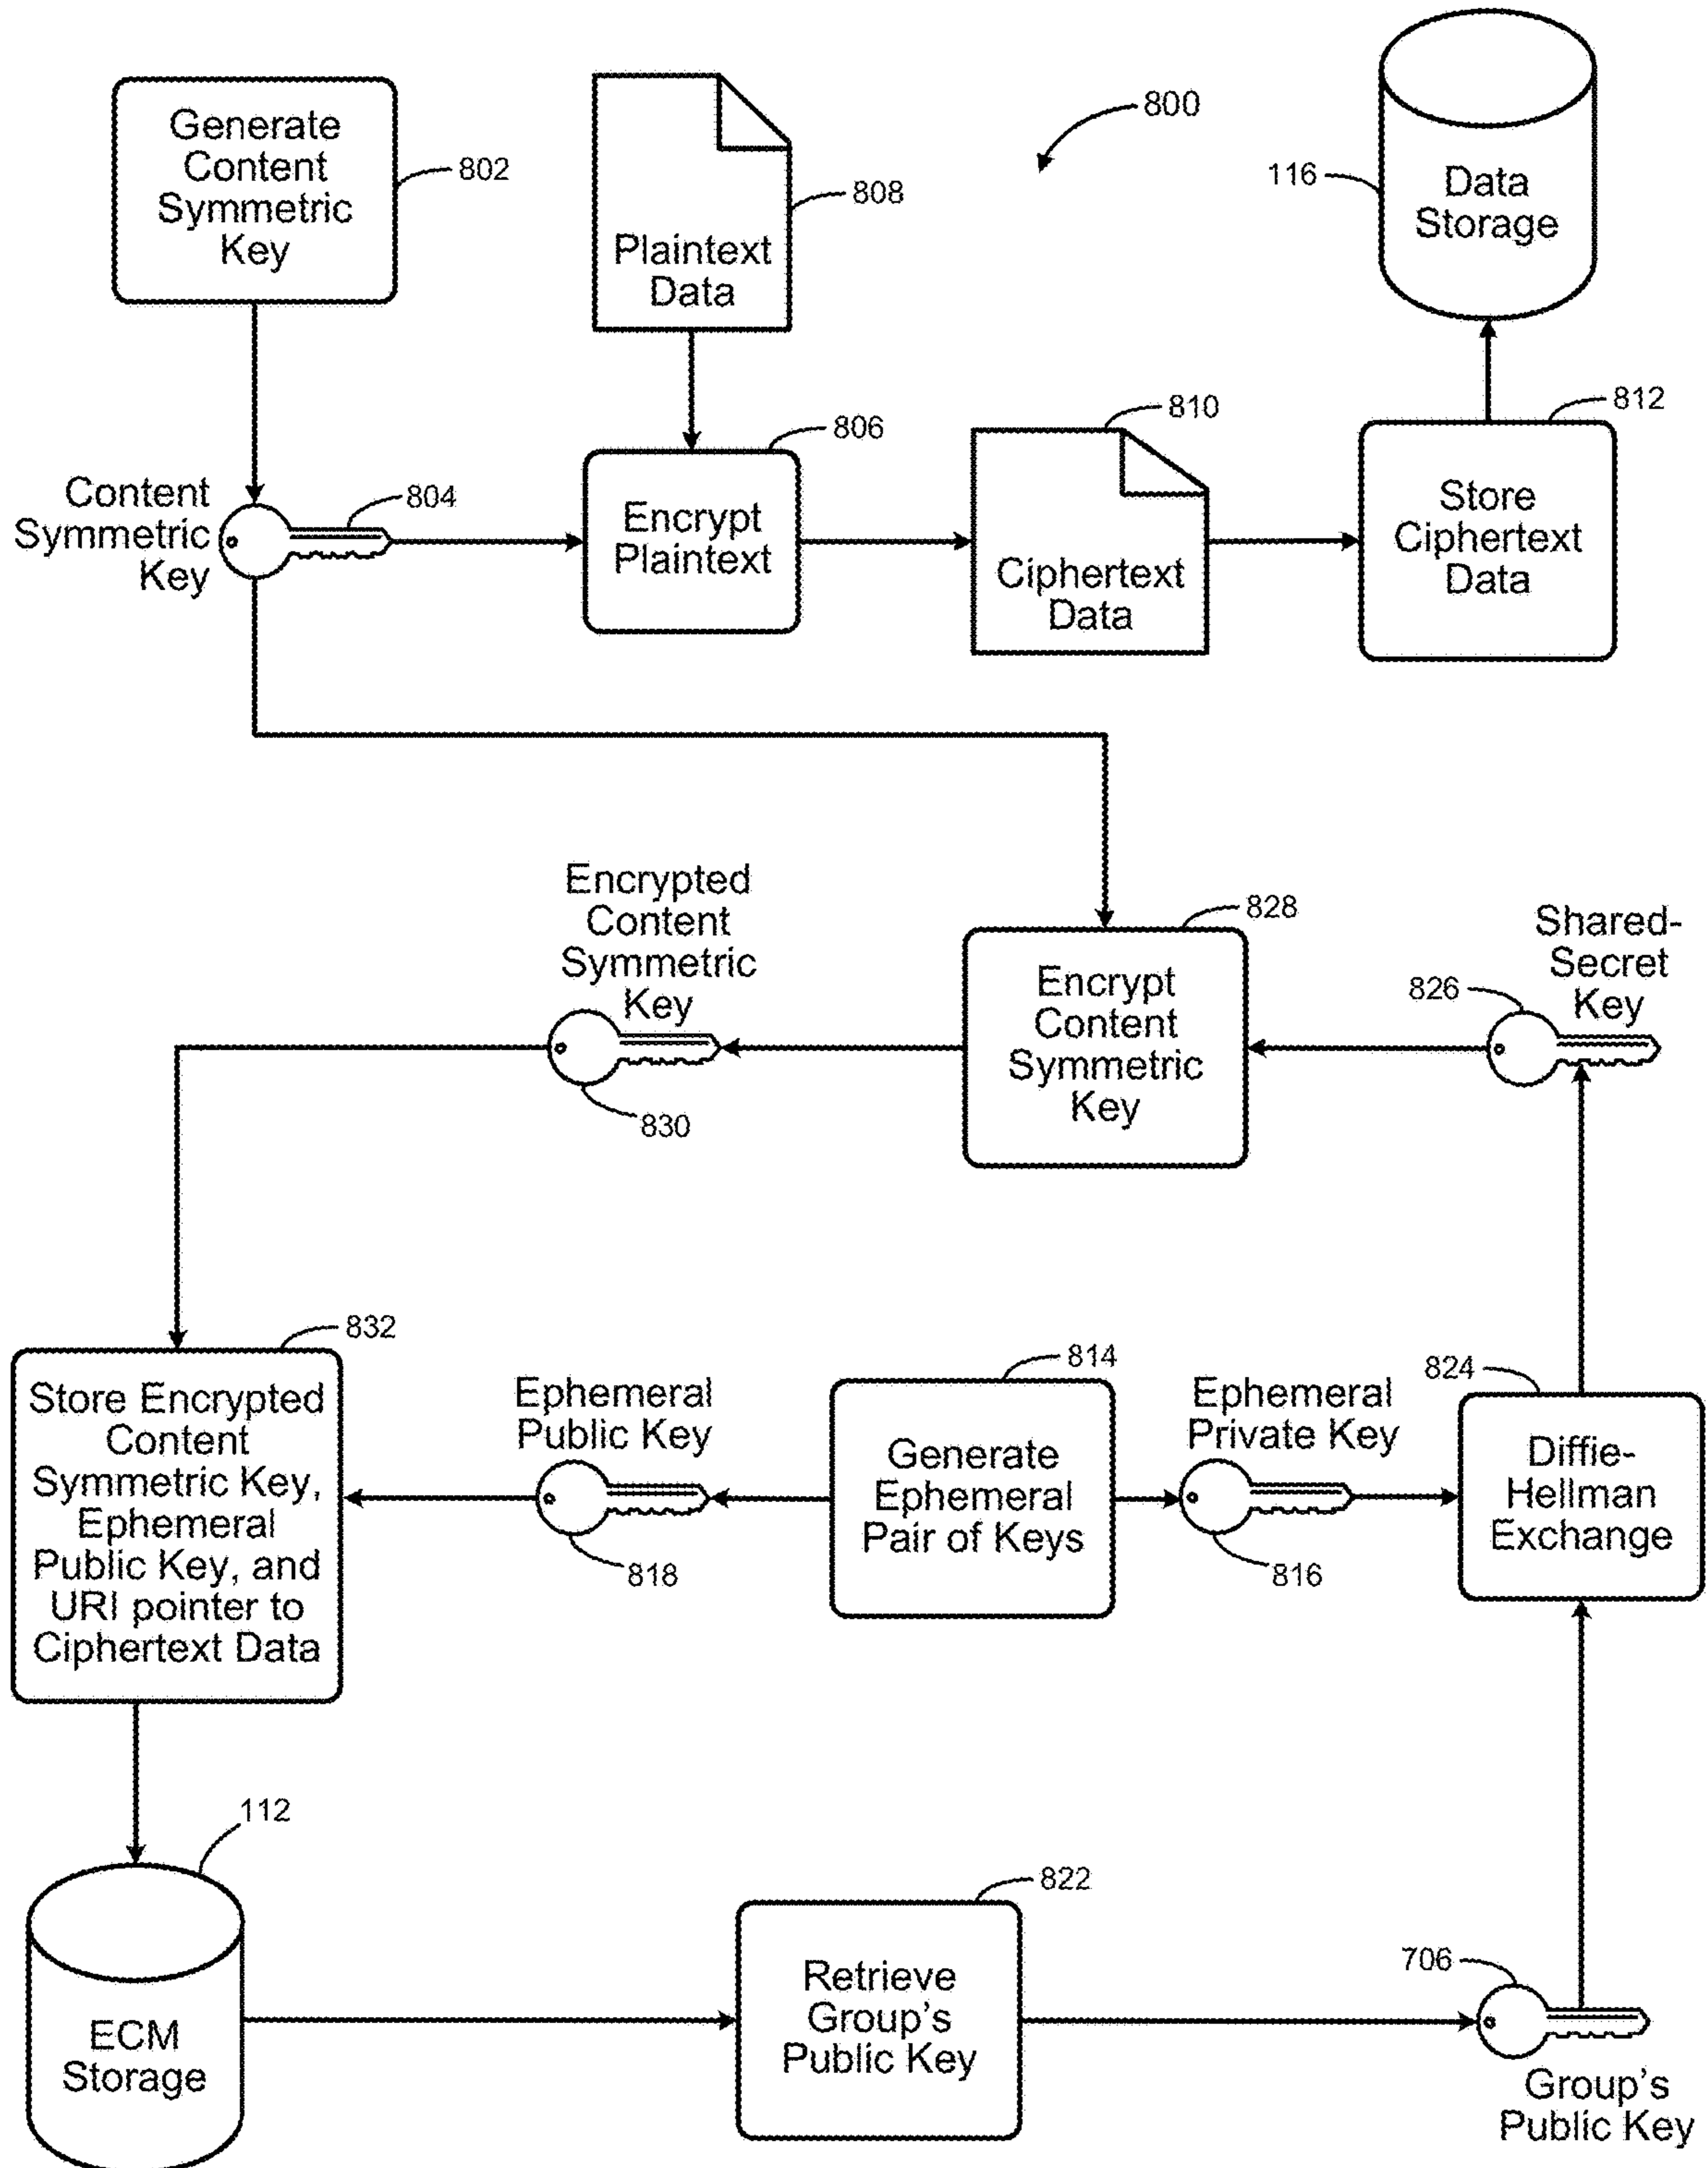 Generate
Content
Symmetric
Key
802
Plaintext
Data
808
800
116
Data
Storage
Content
Symmetric
Key
804
806
Encrypt
Plaintext
810
Ciphertext
Data
812
Store
Ciphertext
Data
Encrypted
Content
Symmetric
Key
830
828
Encrypt
Content
Symmetric
Key
826
Shared-
Secret
Key
832
Store Encrypted
Content
Symmetric Key,
Ephemeral
Public Key, and
URI pointer to
Ciphertext Data
Ephemeral
Public Key
818
814
Generate
Ephemeral
Pair of Keys
Ephemeral
Private Key
816
824
Diffie-
Hellman
Exchange
112
ECM
Storage
822
Retrieve
Group's
Public Key
706
Group's
Public Key